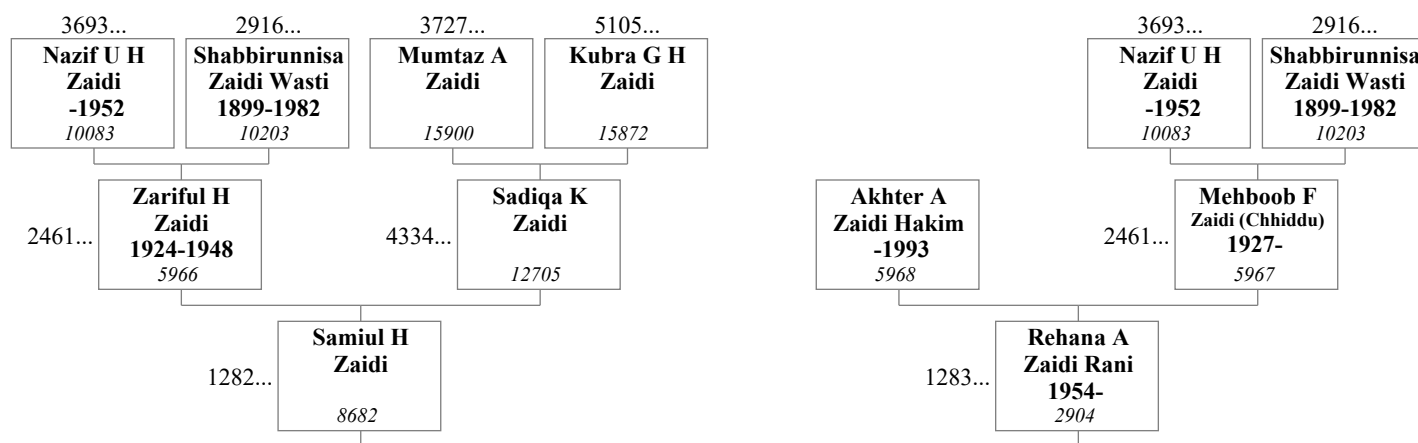 3693...
2916...
3727...
5105...
3693...
2916...
Nazif U H
Zaidi
-1952
10083
Shabbirunnisa
Zaidi Wasti
1899-1982
10203
Mumtaz A
Zaidi
15900
Kubra G H
Zaidi
15872
Nazif U H
Zaidi
-1952
10083
Shabbirunnisa
Zaidi Wasti
1899-1982
10203
2461...
Zariful H
Zaidi
1924-1948
5966
4334...
Sadiqa K
Zaidi
12705
Akhter A
Zaidi Hakim
-1993
5968
2461...
Mehboob F
Zaidi (Chhiddu)
1927-
5967
1282...
Samiul H
Zaidi
8682
1283...
Rehana A
Zaidi Rani
1954-
2904